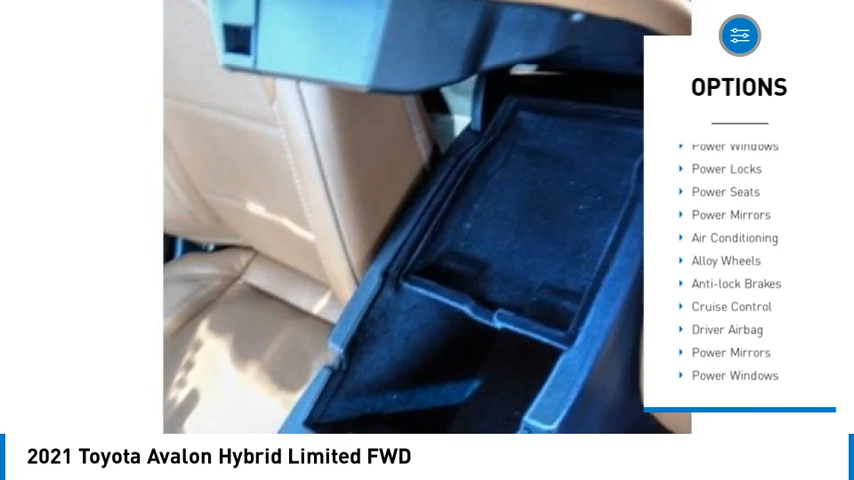 OPTIONS
Power Windows
Power Locks
Power Seats
Power Mirrors
Air Conditioning
Alloy Wheels
Anti-lock Brakes
Cruise Control
Driver Airbag
Power Mirrors
Power Windows
2021 Toyota Avalon Hybrid Limited FWD